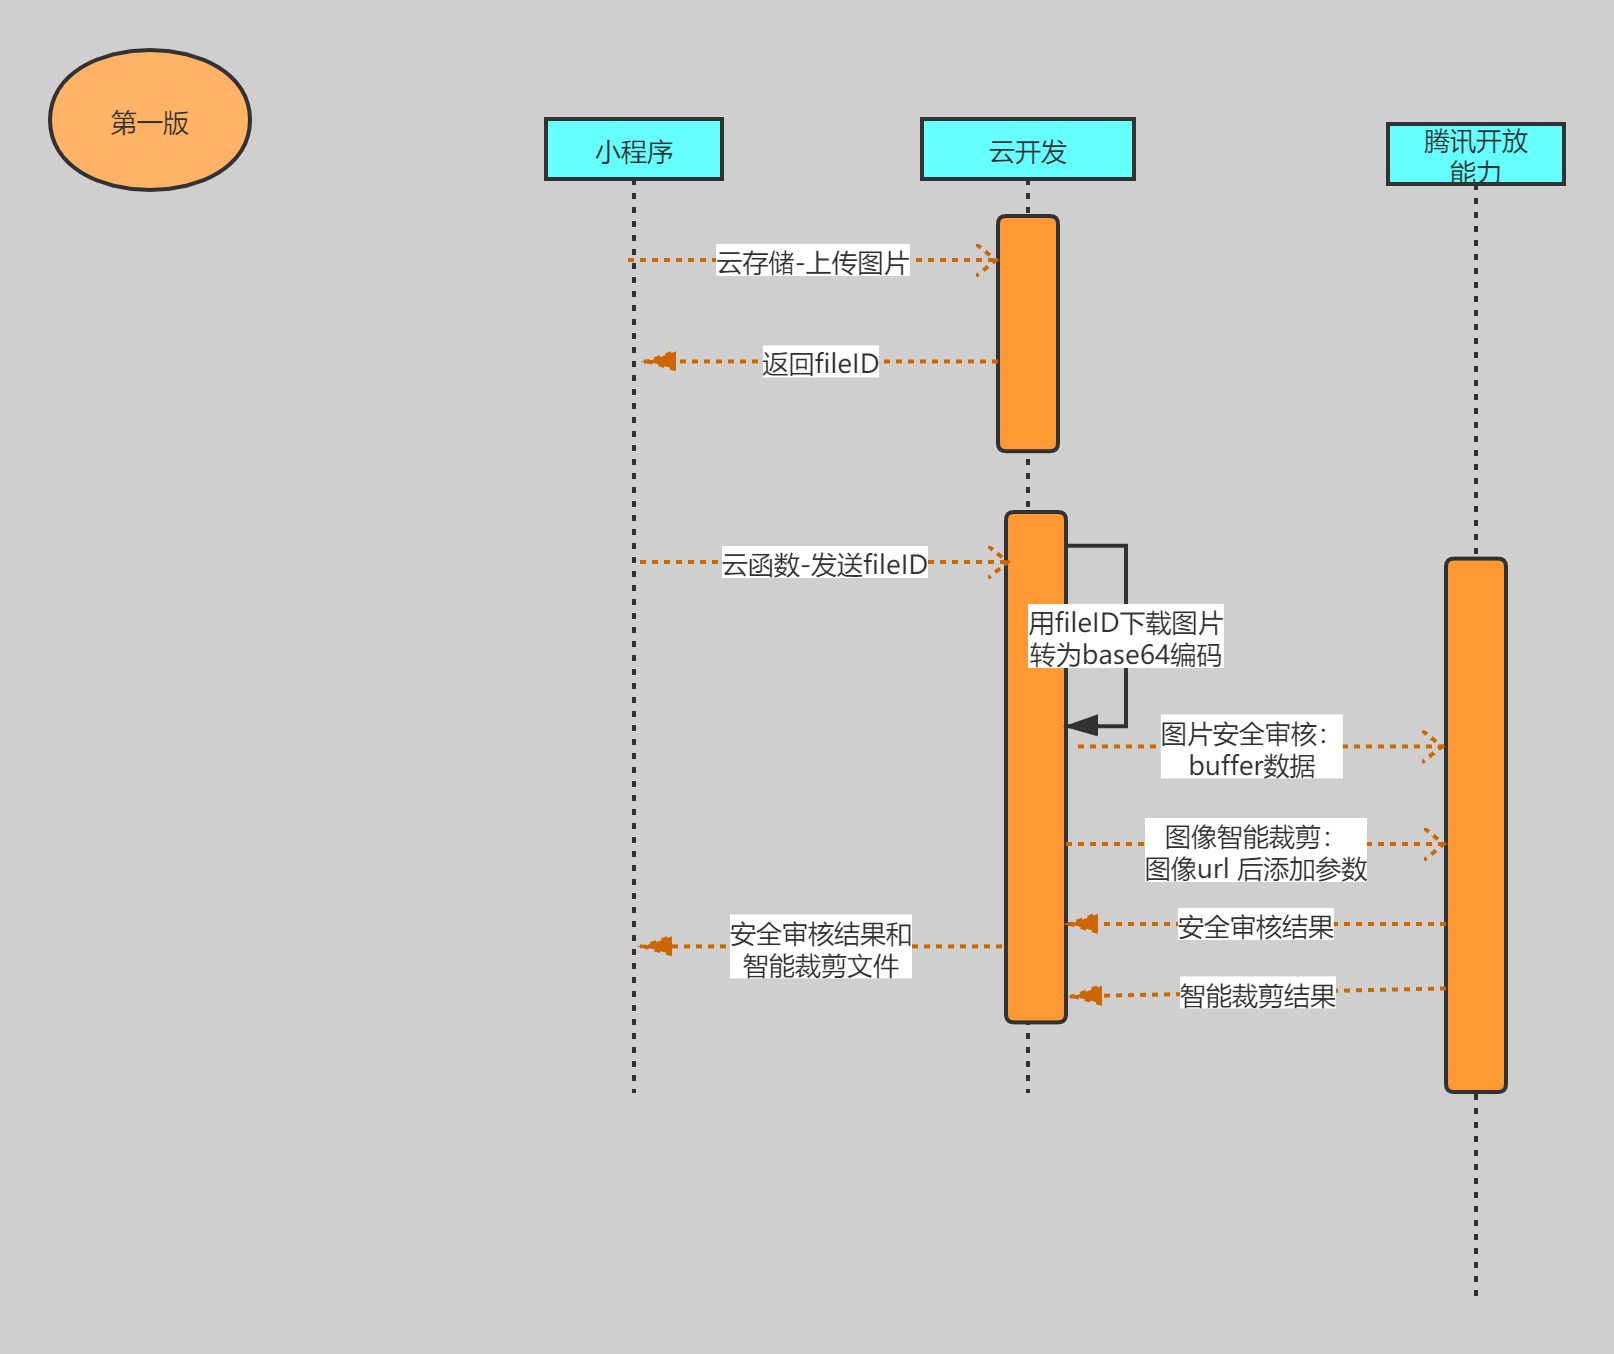 第一版
小程序
云开发
腾讯开放
能力
云存储-上传图片
返回fileID
云函数-发送fileID
用fileID下载图片
转为base64编码
图片安全审核：
buffer数据
图像智能裁剪：
图像url 后添加参数
安全审核结果
安全审核结果和
智能裁剪文件
智能裁剪结果